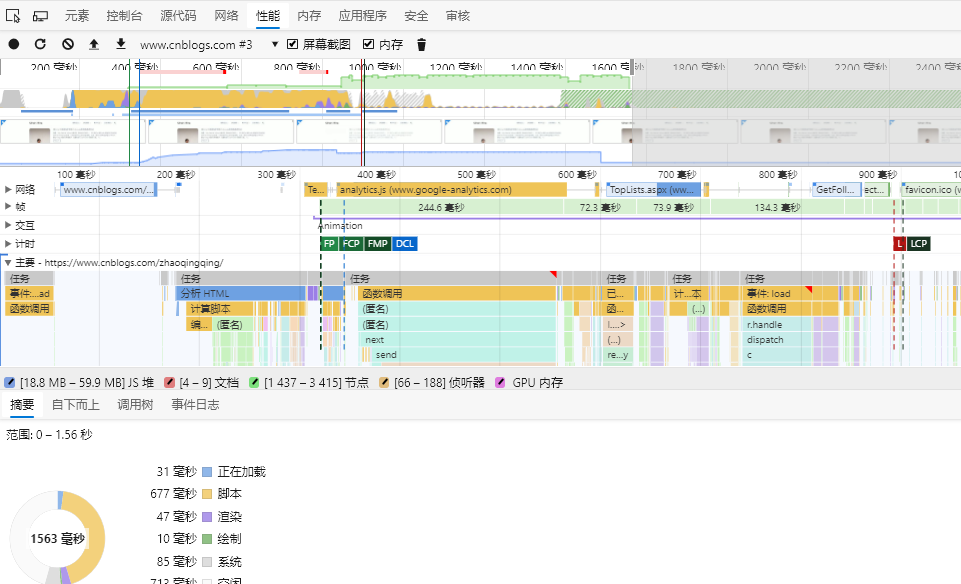 元素 控制台 源代码 网络 性能 内存 应用程序 安全 审核
www.cnblogs.com #3 屏幕截图 内存
200 毫秒 400 毫秒 600 毫秒 800 毫秒 1000 毫秒 1200 毫秒 1400 毫秒 1600 毫秒 1800 毫秒 2000 毫秒 2200 毫秒 2400
100 毫秒 200 毫秒 300 毫秒 400 毫秒 500 毫秒 600 毫秒 700 毫秒 800 毫秒 900 毫秒
网络 www.cnblogs.com/... Te... analytics.js (www.google-analytics.com) TopLists.aspx (ww... GetFoll... ect... favicon.ico (w
帧 244.6 毫秒 72.3 毫秒 73.9 毫秒 134.3 毫秒
交互 Animation
计时 FP FCP FMP DCL L LCP
主要 - https://www.cnblogs.com/zhaoqingqing/
任务 任务 任务 任务 任务 任务
事件...ad 分析 HTML 函数调用 已... 计...本 事件: load
函数调用 计算脚本 (匿名) 函... (...) 函数调用
编... (匿名) (匿名) l....> r.handle
next (...) dispatch
send re...y c
[18.8 MB – 59.9 MB] JS 堆 [4 – 9] 文档 [1 437 – 3 415] 节点 [66 – 188] 侦听器 GPU 内存
摘要 自下而上 调用树 事件日志
范围: 0 – 1.56 秒
31 毫秒 正在加载
677 毫秒 脚本
47 毫秒 渲染
1563 毫秒
10 毫秒 绘制
85 毫秒 系统
713 毫秒 空闲